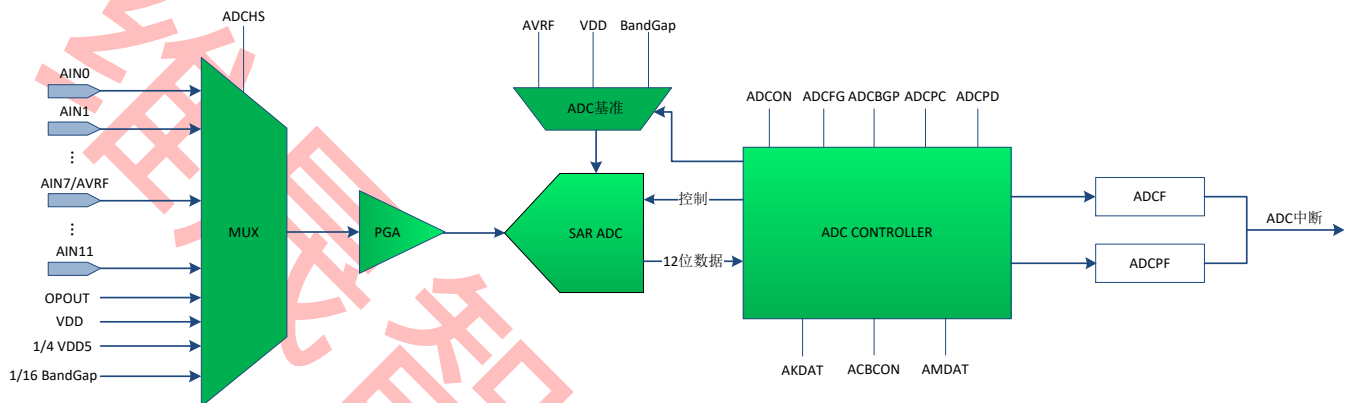 ADCHS
AIN0
AIN1
⋮
AIN7/AVRF
⋮
AIN11
OPOUT
VDD
1/4 VDD5
1/16 BandGap
MUX
PGA
AVRF
VDD
BandGap
ADC基准
SAR ADC
控制
12位数据
ADCON
ADCFG
ADCBGP
ADCPC
ADCPD
ADC CONTROLLER
AKDAT
ACBCON
AMDAT
ADCF
ADCPF
ADC中断
晟
智